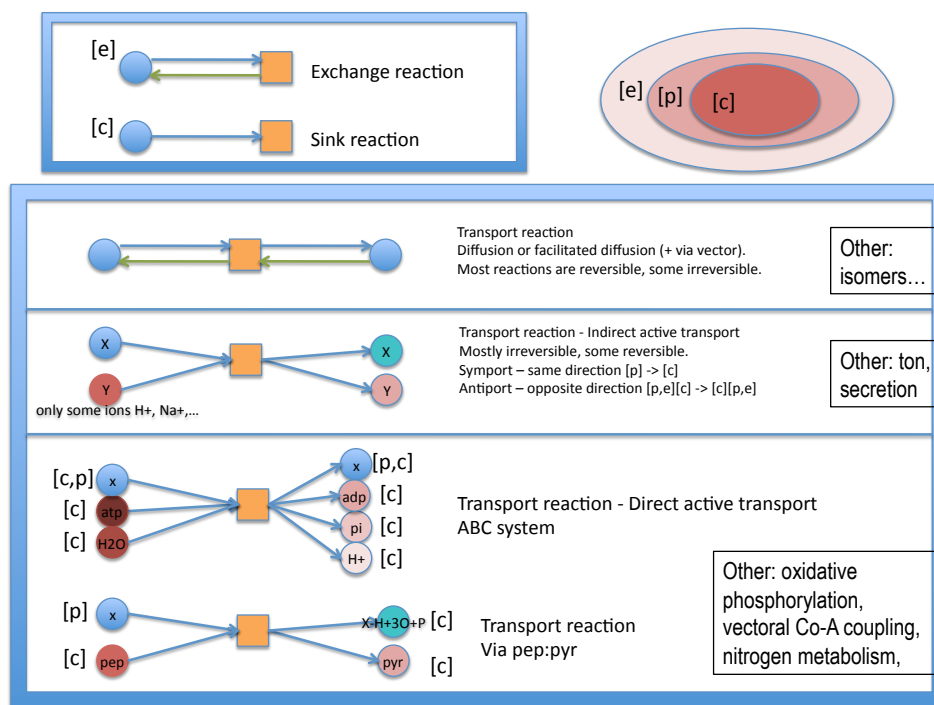 [e]
Exchange reaction
[c]
Sink reaction
[e] [p] [c]
Transport reaction
Diffusion or facilitated diffusion (+ via vector).
Most reactions are reversible, some irreversible.
Other:
isomers…
X
Y
only some ions H+, Na+,…
X
Y
Transport reaction - Indirect active transport
Mostly irreversible, some reversible.
Symport – same direction [p] -> [c]
Antiport – opposite direction [p,e][c] -> [c][p,e]
Other: ton,
secretion
[c,p] x
[c] atp
[c] H2O
x [p,c]
adp [c]
pi [c]
H+ [c]
Transport reaction - Direct active transport
ABC system
[p] x
[c] pep
X-H+3O+P [c]
pyr [c]
Transport reaction
Via pep:pyr
Other: oxidative
phosphorylation,
vectoral Co-A coupling,
nitrogen metabolism,